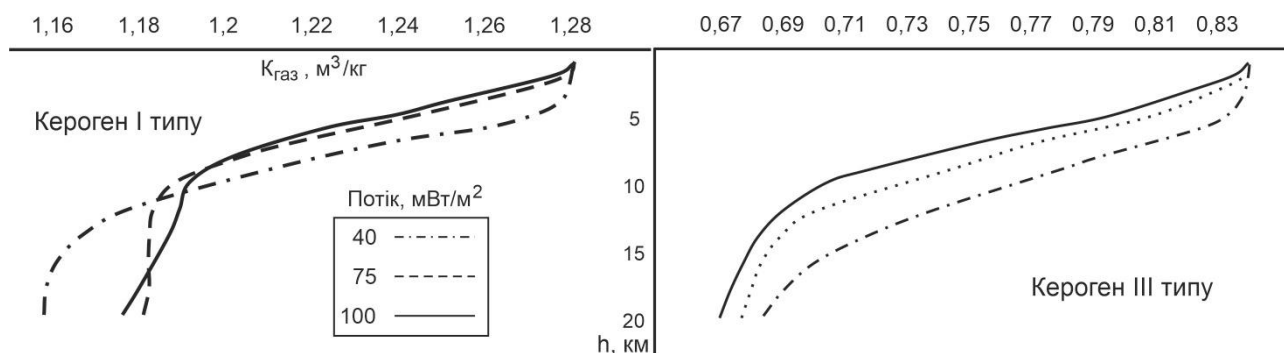 1,16 1,18 1,2 1,22 1,24 1,26 1,28 0,67 0,69 0,71 0,73 0,75 0,77 0,79 0,81 0,83
Kгаз , м³/кг
Кероген І типу
5
10
Потік, мВт/м²
40
75
100
15
20
h, км
Кероген ІІІ типу